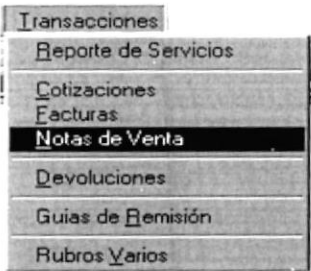 Transacciones
Reporte de Servicios
Cotizaciones
Facturas
Notas de Venta
Devoluciones
Guias de Remisión
Rubros Varios